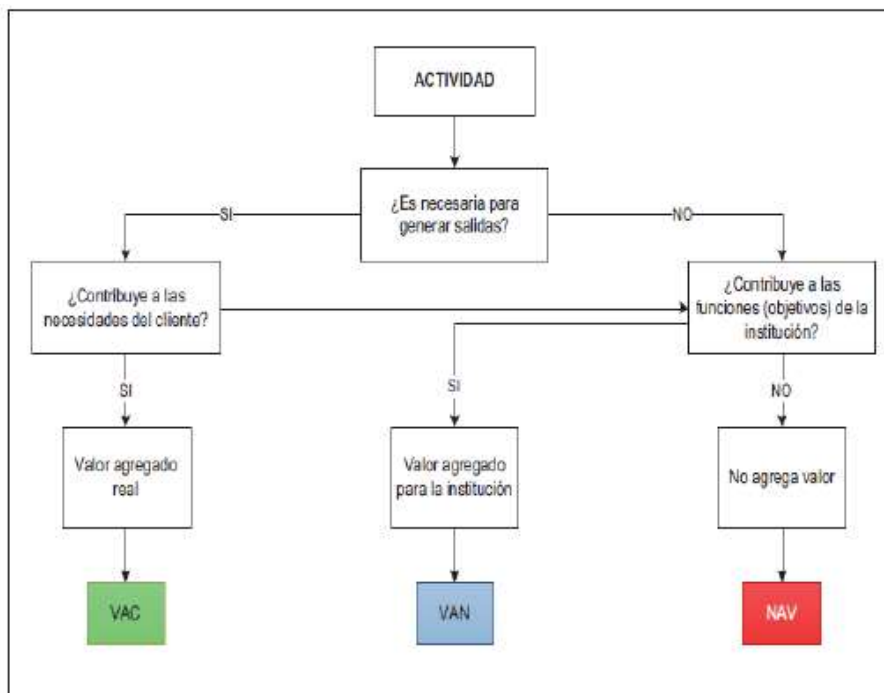 ACTIVIDAD
¿Es necesaria para
generar salidas?
SI
NO
¿Contribuye a las
necesidades del cliente?
¿Contribuye a las
funciones (objetivos) de la
institución?
SI
SI
NO
Valor agregado
real
Valor agregado
para la institución
No agrega valor
VAC
VAN
NAV